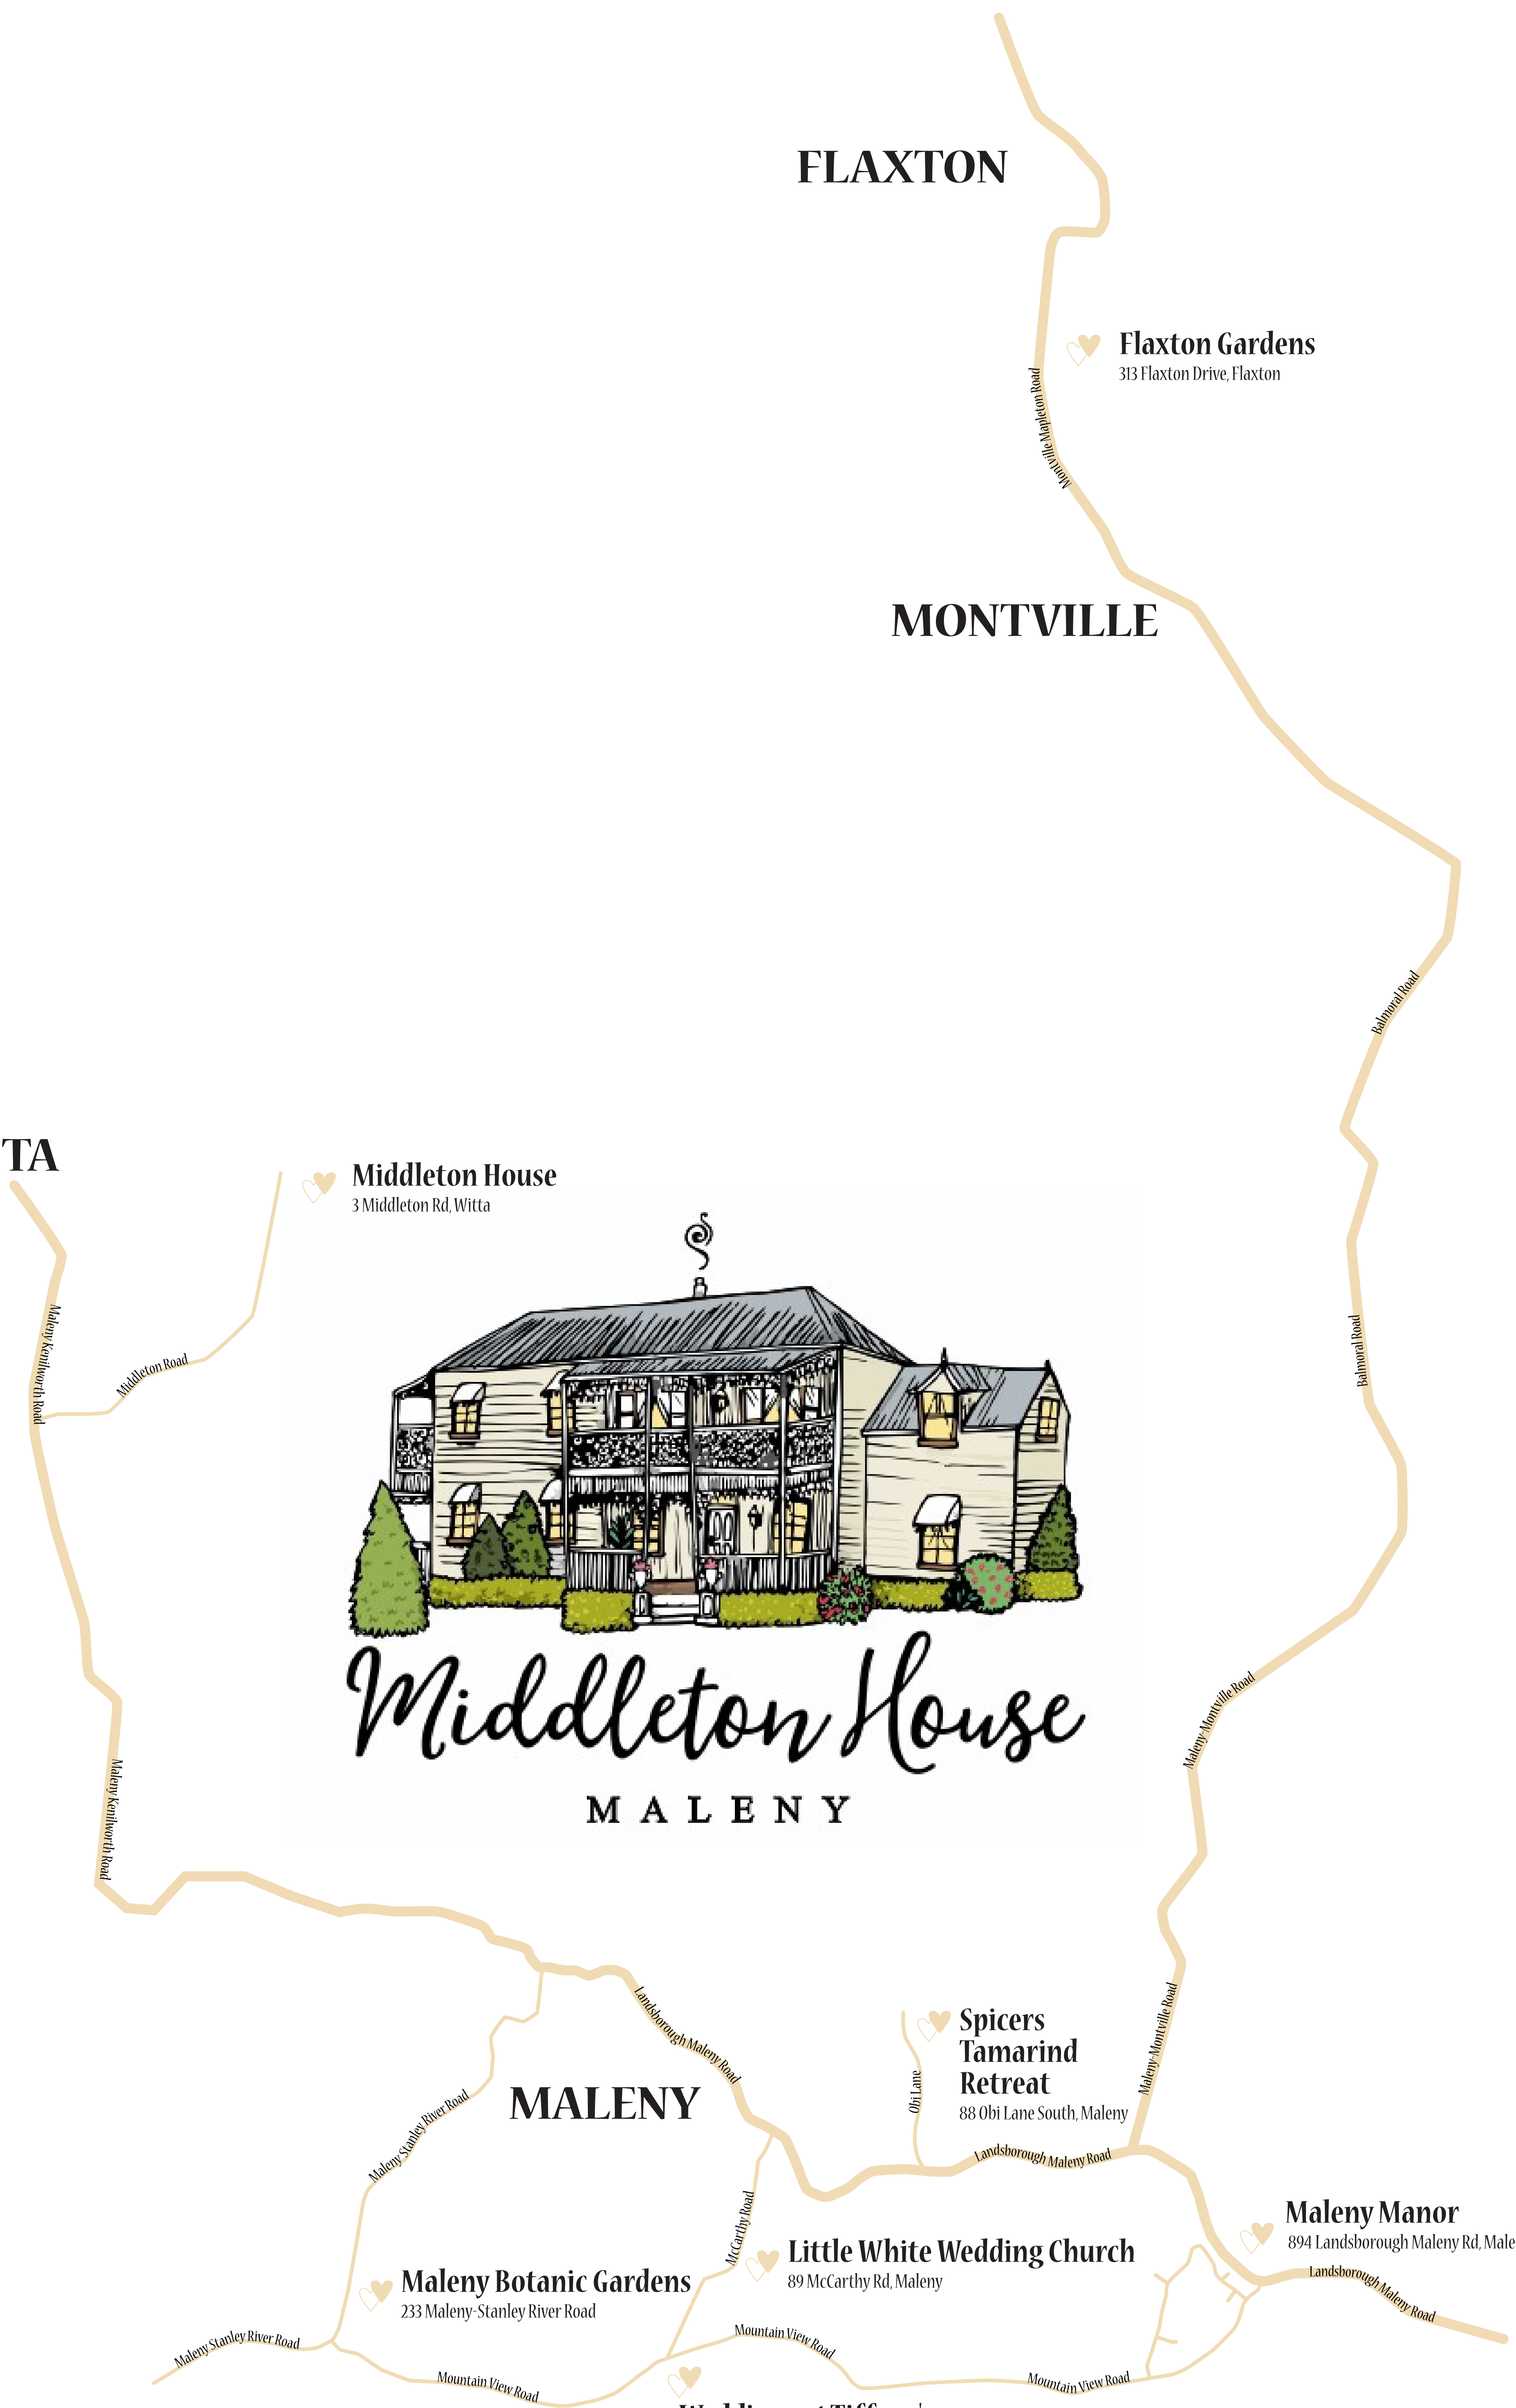 FLAXTON
Flaxton Gardens
313 Flaxton Drive, Flaxton
Montville Mapleton Road
MONTVILLE
Balmoral Road
TA
Middleton House
3 Middleton Rd, Witta
Maleny Kenilworth Road
Middleton Road
Balmoral Road
Middleton House
MALENY
Maleny-Montville Road
Maleny Kenilworth Road
Landsborough Maleny Road
Spicers
Tamarind
Retreat
88 Obi Lane South, Maleny
Obi Lane
Maleny-Montville Road
MALENY
Maleny Stanley River Road
Landsborough Maleny Road
McCarthy Road
Maleny Manor
894 Landsborough Maleny Rd, Male
Little White Wedding Church
89 McCarthy Rd, Maleny
Maleny Botanic Gardens
233 Maleny-Stanley River Road
Landsborough Maleny Road
Maleny Stanley River Road
Mountain View Road
Mountain View Road
Mountain View Road